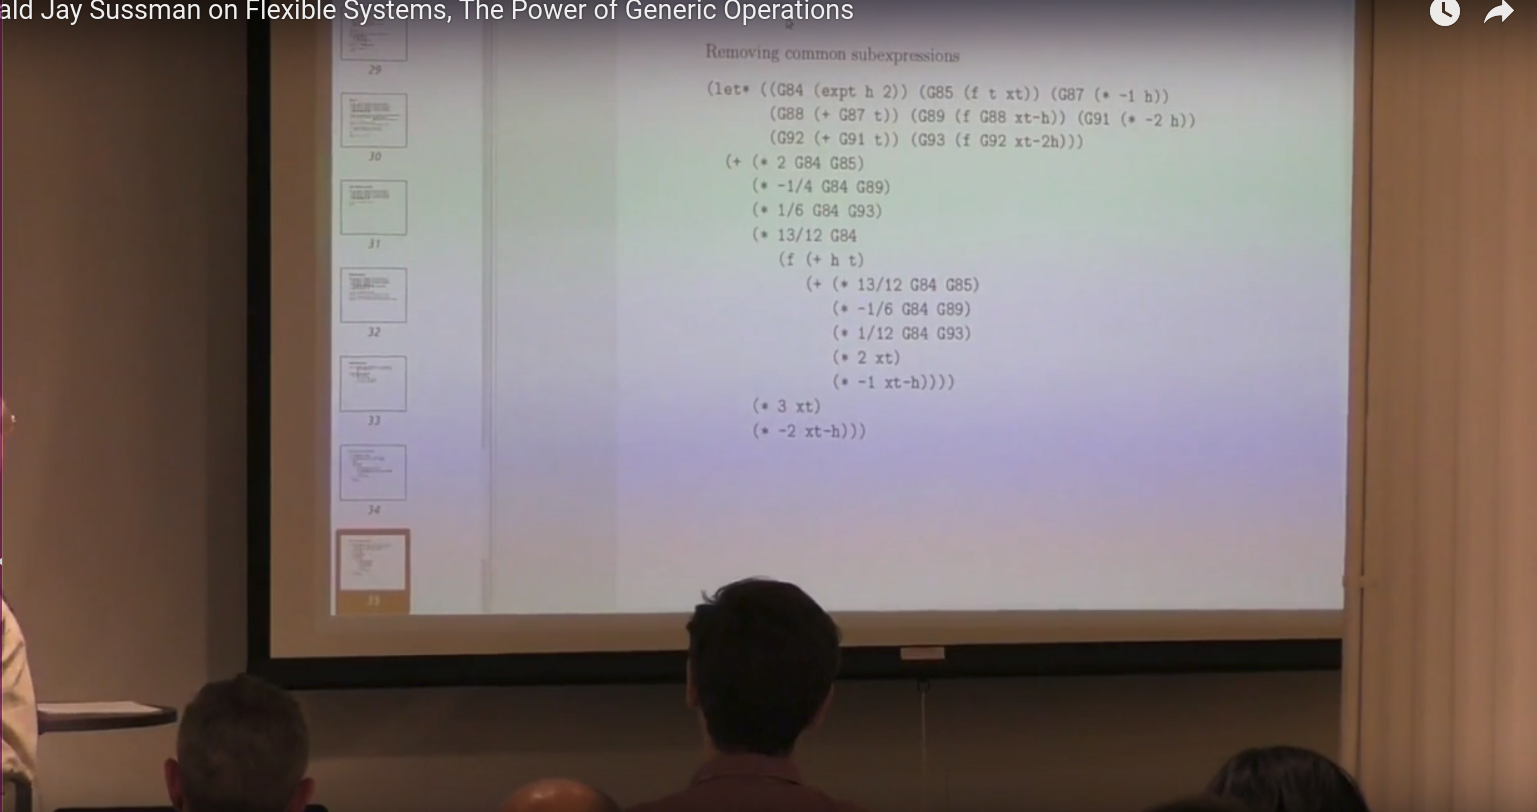 ald Jay Sussman on Flexible Systems, The Power of Generic Operations
29
30
31
32
33
34
35
Removing common subexpressions
(let* ((G84 (expt h 2)) (G85 (f t xt)) (G87 (* -1 h))
(G88 (+ G87 t)) (G89 (f G88 xt-h)) (G91 (* -2 h))
(G92 (+ G91 t)) (G93 (f G92 xt-2h)))
(+ (* 2 G84 G85)
(* -1/4 G84 G89)
(* 1/6 G84 G93)
(* 13/12 G84
(f (+ h t)
(+ (* 13/12 G84 G85)
(* -1/6 G84 G89)
(* 1/12 G84 G93)
(* 2 xt)
(* -1 xt-h))))
(* 3 xt)
(* -2 xt-h)))